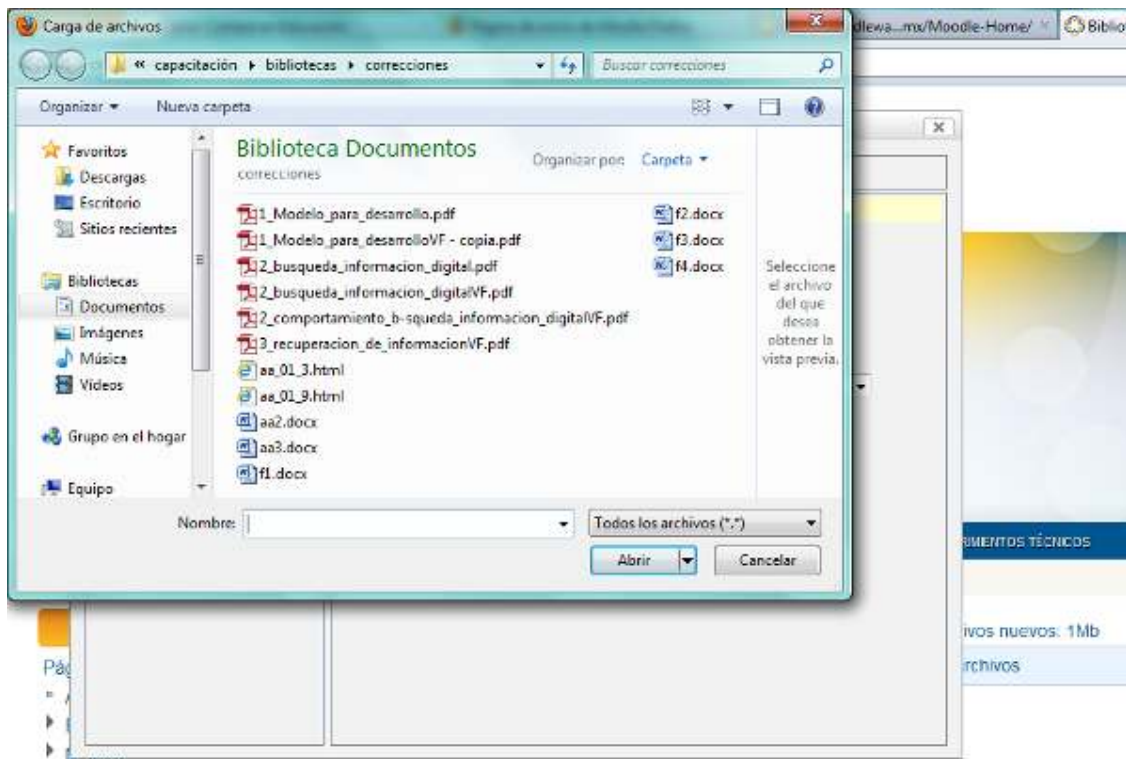 Carga de archivos
dlewa...mx/Moodle-Home/
Biblio
« capacitación ▸ bibliotecas ▸ correcciones
Buscar correcciones
Organizar
Nueva carpeta
Favoritos
Descargas
Escritorio
Sitios recientes
Bibliotecas
Documentos
Imágenes
Música
Vídeos
Grupo en el hogar
Equipo
Biblioteca Documentos
correcciones
Organizar por: Carpeta
1_Modelo_para_desarrollo.pdf
1_Modelo_para_desarrolloVF - copia.pdf
2_busqueda_informacion_digital.pdf
2_busqueda_informacion_digitalVF.pdf
2_comportamiento_b-squeda_informacion_digitalVF.pdf
3_recuperacion_de_informacionVF.pdf
aa_01_3.html
aa_01_9.html
aa2.docx
aa3.docx
f1.docx
f2.docx
f3.docx
f4.docx
Seleccione
el archivo
del que
desea
obtener la
vista previa.
Nombre:
Todos los archivos (*.*)
Abrir
Cancelar
RIMIENTOS TÉCNICOS
ivos nuevos: 1Mb
rchivos
Pág